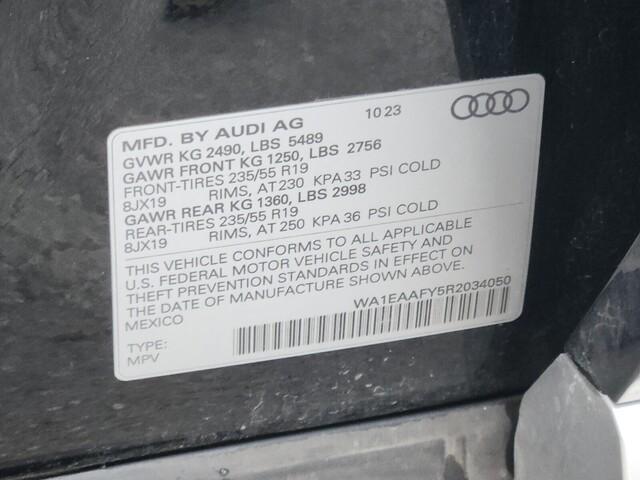 10 23
MFD. BY AUDI AG
GVWR KG 2490, LBS 5489
GAWR FRONT KG 1250, LBS 2756
FRONT-TIRES 235/55 R19
8JX19 RIMS, AT 230 KPA 33 PSI COLD
GAWR REAR KG 1360, LBS 2998
REAR-TIRES 235/55 R19
8JX19 RIMS, AT 250 KPA 36 PSI COLD
THIS VEHICLE CONFORMS TO ALL APPLICABLE
U.S. FEDERAL MOTOR VEHICLE SAFETY AND
THEFT PREVENTION STANDARDS IN EFFECT ON
THE DATE OF MANUFACTURE SHOWN ABOVE.
MEXICO
WA1EAAFY5R2034050
TYPE:
MPV